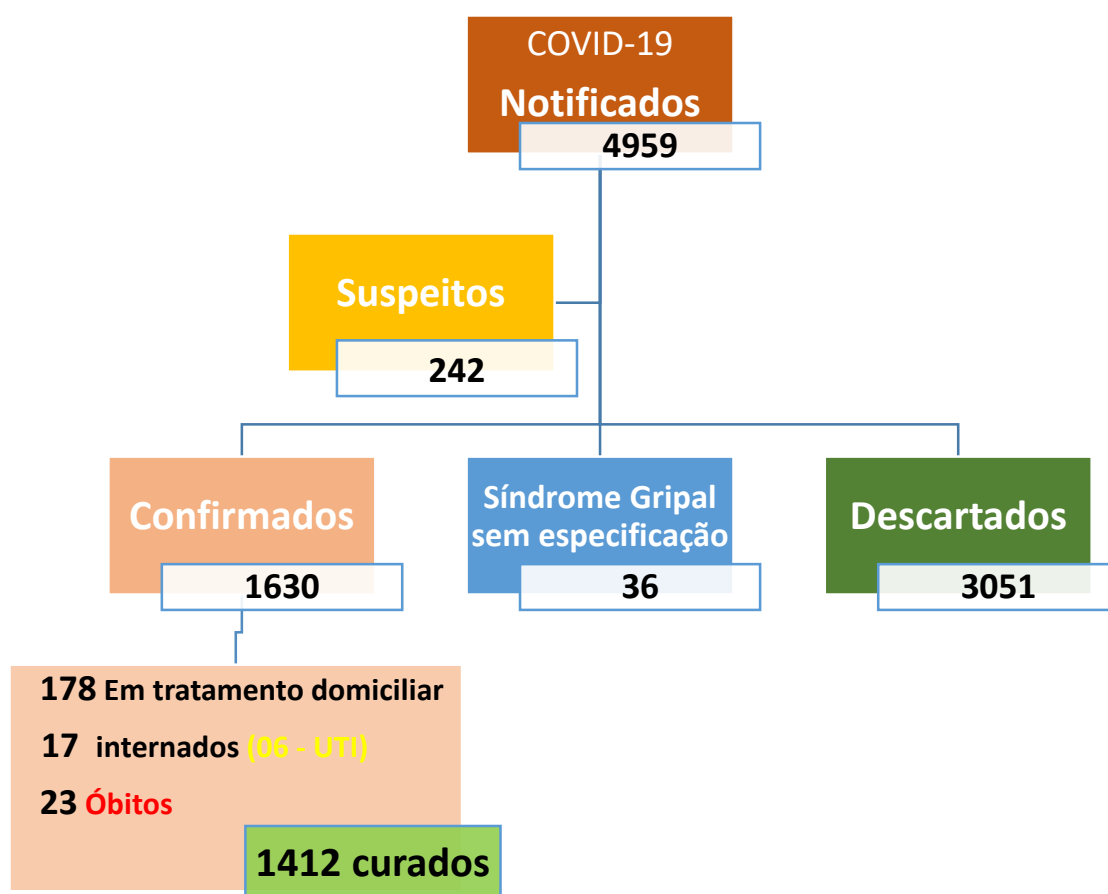 COVID-19
Notificados
4959
Suspeitos
242
Confirmados
1630
Síndrome Gripal
sem especificação
36
Descartados
3051
178 Em tratamento domiciliar
17 internados (06 - UTI)
23 Óbitos
1412 curados